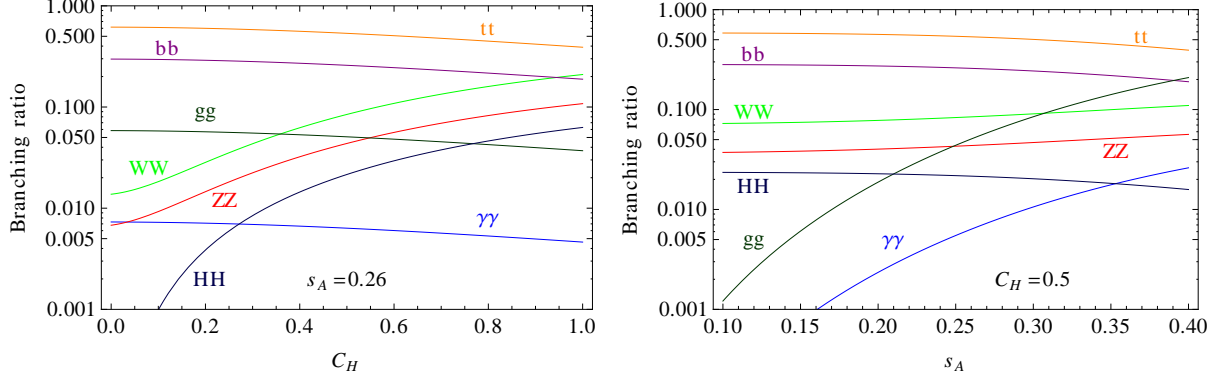 1.000
0.500
0.100
0.050
0.010
0.005
0.001
Branching ratio
tt
bb
gg
WW
ZZ
γγ
HH
s_A = 0.26
0.0 0.2 0.4 0.6 0.8 1.0
C_H
1.000
0.500
0.100
0.050
0.010
0.005
0.001
Branching ratio
tt
bb
WW
ZZ
HH
gg
γγ
C_H = 0.5
0.10 0.15 0.20 0.25 0.30 0.35 0.40
s_A